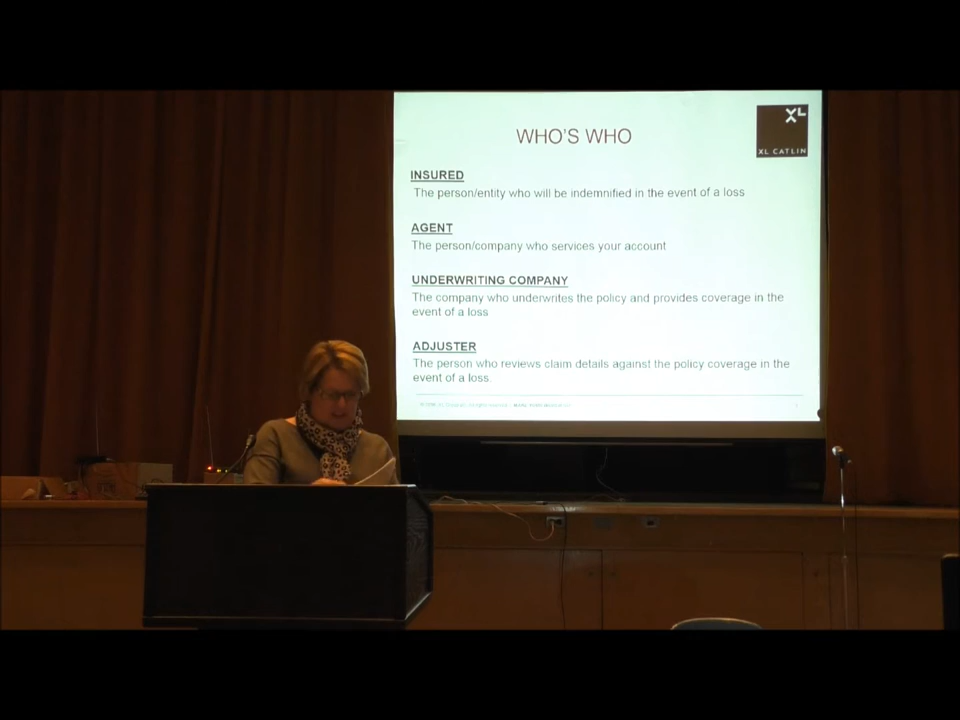 XL
XL CATLIN
WHO'S WHO
INSURED
The person/entity who will be indemnified in the event of a loss
AGENT
The person/company who services your account
UNDERWRITING COMPANY
The company who underwrites the policy and provides coverage in the
event of a loss
ADJUSTER
The person who reviews claim details against the policy coverage in the
event of a loss.